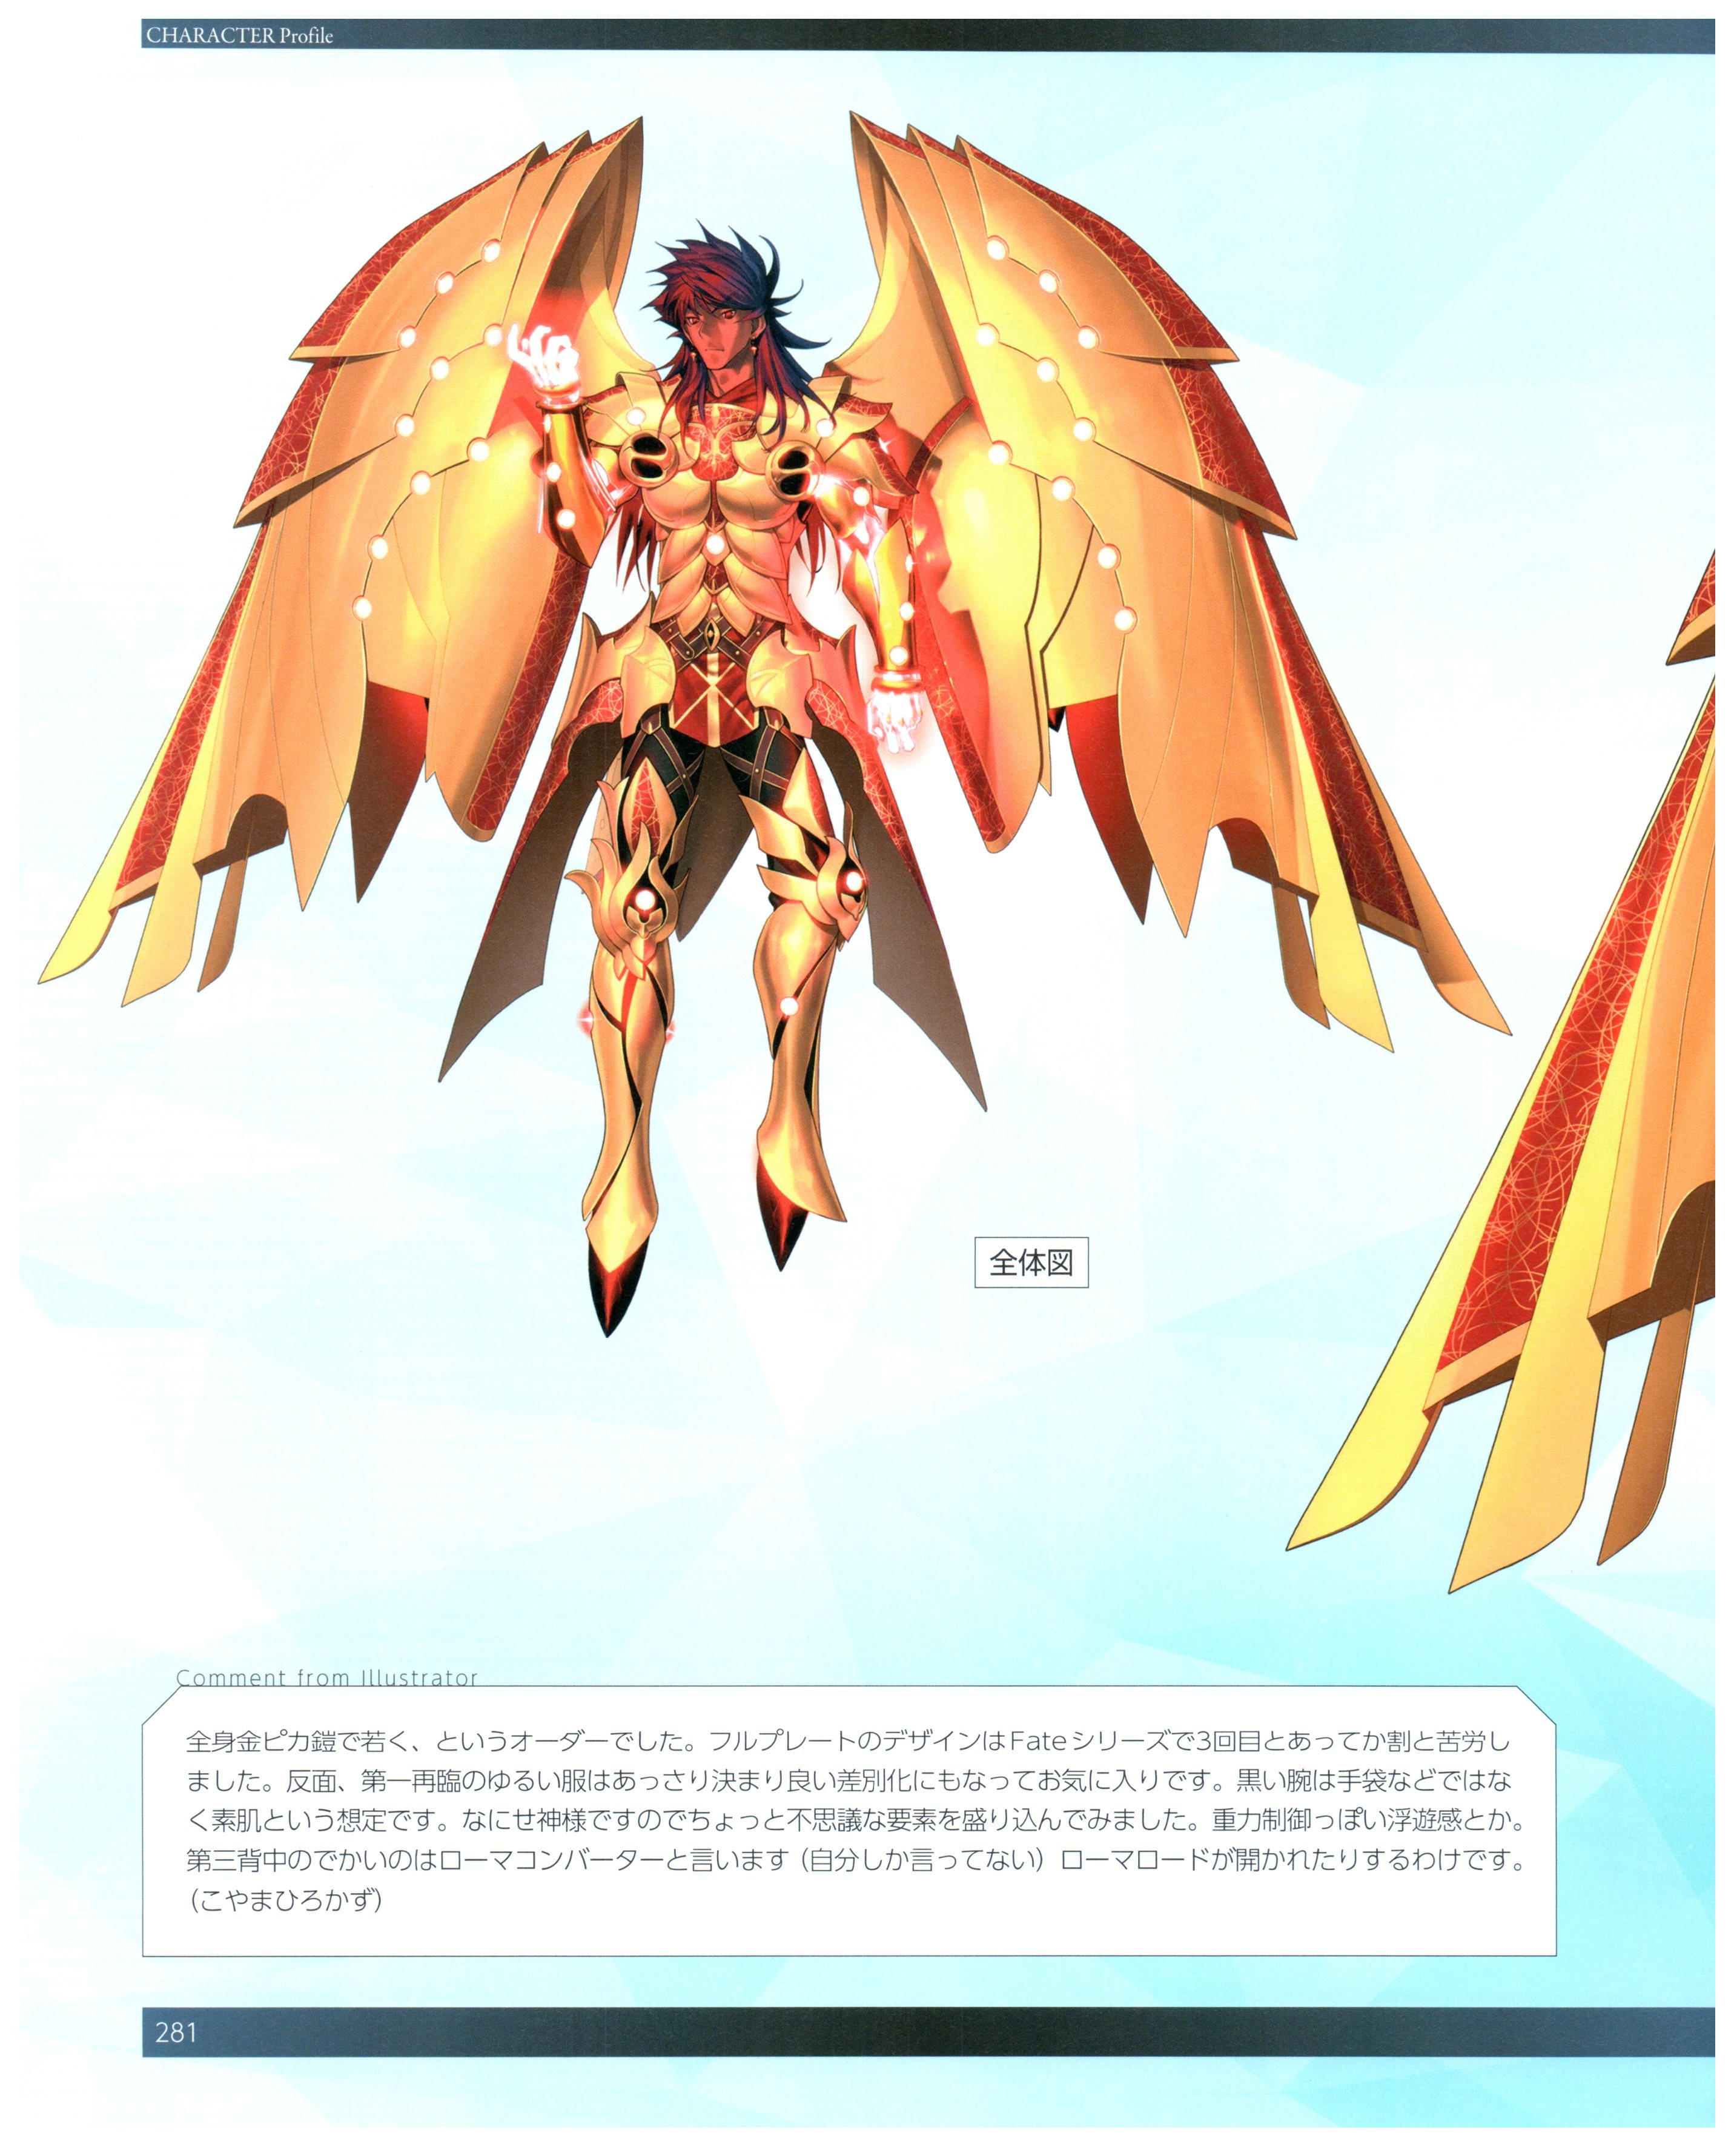 CHARACTER Profile
全体図
Comment from Illustrator
全身金ピカ鎧で若く、というオーダーでした。フルプレートのデザインはFateシリーズで3回目とあってか割と苦労し
ました。反面、第一再臨のゆるい服はあっさり決まり良い差別化にもなってお気に入りです。黒い腕は手袋などではな
く素肌という想定です。なにせ神様ですのでちょっと不思議な要素を盛り込んでみました。重力制御っぽい浮遊感とか。
第三背中のでかいのはローマコンバーターと言います（自分しか言ってない）ローマロードが開かれたりするわけです。
（こやまひろかず）
281